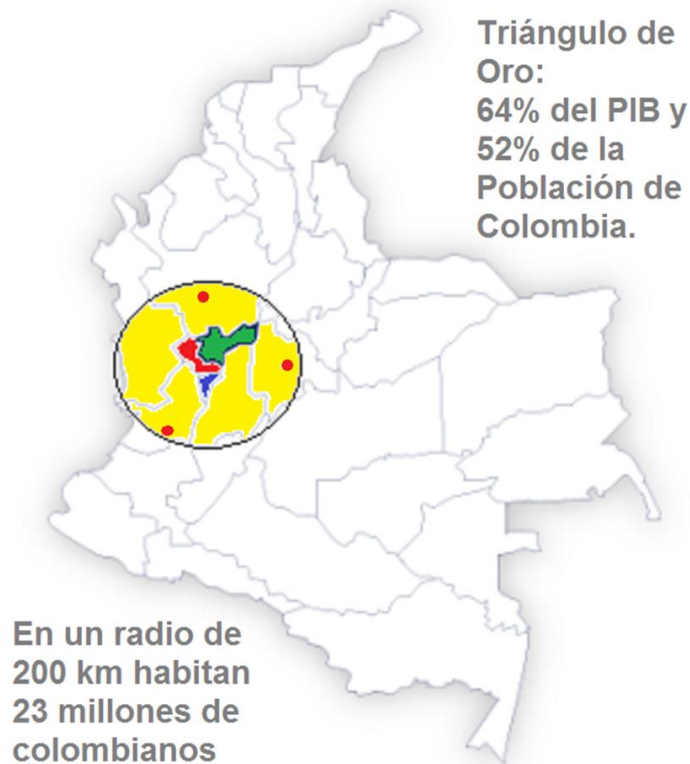 Triángulo de
Oro:
64% del PIB y
52% de la
Población de
Colombia.
En un radio de
200 km habitan
23 millones de
colombianos